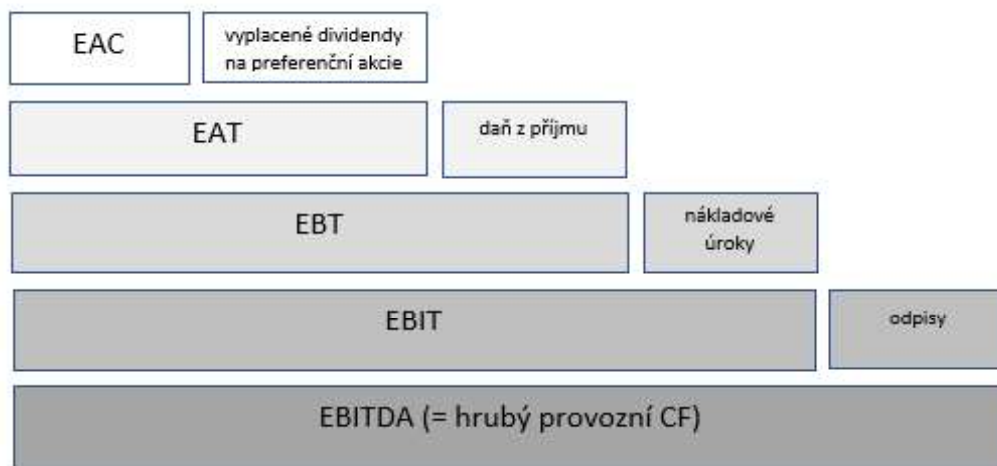 EAC
vyplacené dividendy
na preferenční akcie
EAT
daň z příjmu
EBT
nákladové
úroky
EBIT
odpisy
EBITDA (= hrubý provozní CF)